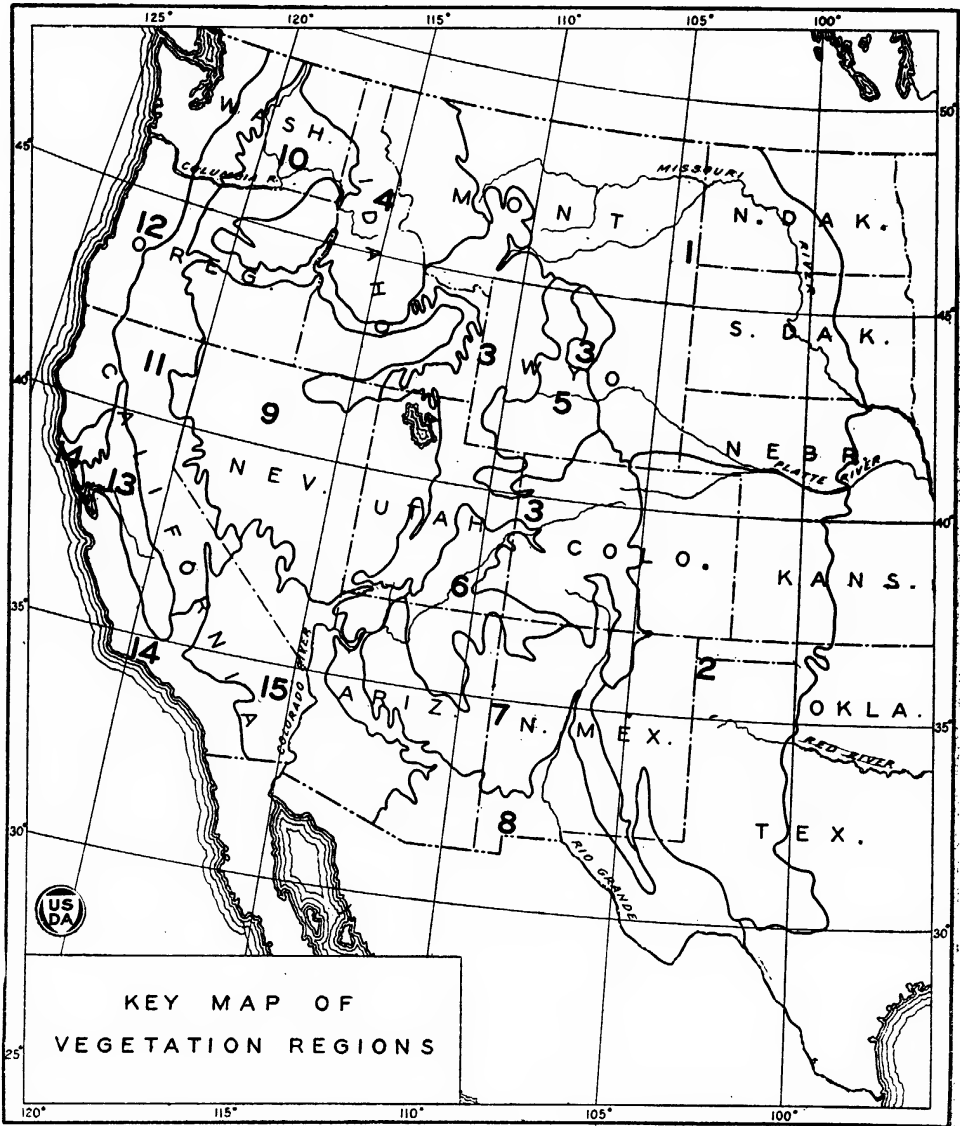 125° 120° 115° 110° 105° 100°
50°
45°
WASH.
10
COLUMBIA R.
MISSOURI
4
IDAHO
MONT
N. DAK.
12
OREG
1
RIVER
45°
S. DAK.
11
3
3
WYO
40°
CALIFORNIA
9
5
NEBR
PLATTE RIVER
13
NEV.
UTAH
3
40°
COLO.
KANS.
6
35°
14
2
COLORADO RIVER
15
ARIZ.
7
N. MEX.
OKLA.
35°
RED RIVER
8
TEX.
30°
RIO GRANDE
US
DA
30°
KEY MAP OF
VEGETATION REGIONS
25°
120° 115° 110° 105° 100°